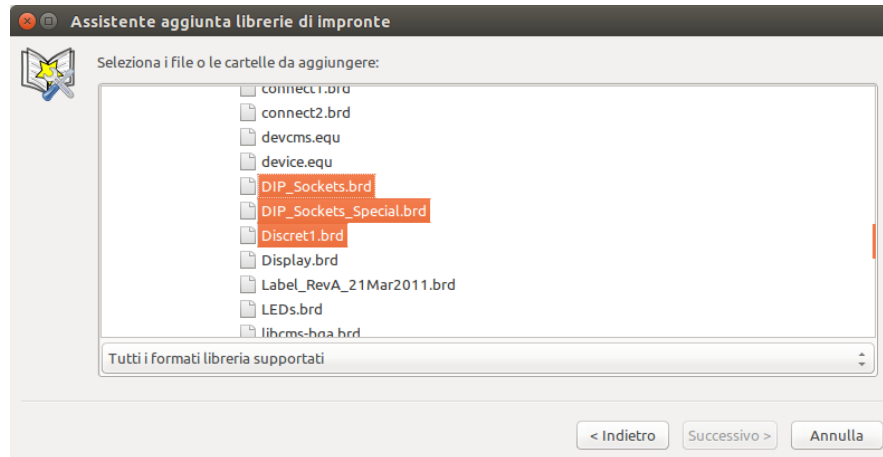 Assistente aggiunta librerie di impronte
Seleziona i file o le cartelle da aggiungere:
connect1.brd
connect2.brd
devcms.equ
device.equ
DIP_Sockets.brd
DIP_Sockets_Special.brd
Discret1.brd
Display.brd
Label_RevA_21Mar2011.brd
LEDs.brd
libcms-bga.brd
Tutti i formati libreria supportati
< Indietro Successivo > Annulla